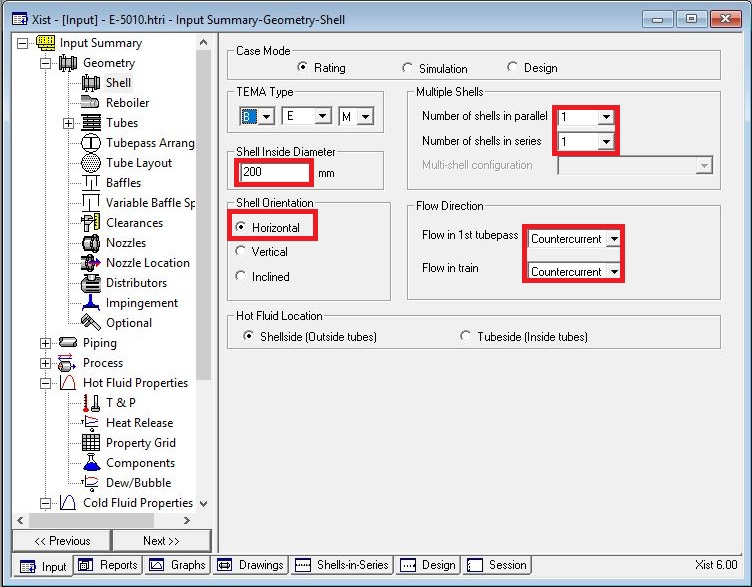 Xist - [Input] - E-5010.htri - Input Summary-Geometry-Shell
Input Summary
Geometry
Shell
Reboiler
Tubes
Tubepass Arrang
Tube Layout
Baffles
Variable Baffle Sp
Clearances
Nozzles
Nozzle Location
Distributors
Impingement
Optional
Piping
Process
Hot Fluid Properties
T & P
Heat Release
Property Grid
Components
Dew/Bubble
Cold Fluid Properties
<< Previous
Next >>
Case Mode
Rating
Simulation
Design
TEMA Type
B
E
M
Multiple Shells
Number of shells in parallel
1
Number of shells in series
1
Multi-shell configuration
Shell Inside Diameter
200
mm
Shell Orientation
Horizontal
Vertical
Inclined
Flow Direction
Flow in 1st tubepass
Countercurrent
Flow in train
Countercurrent
Hot Fluid Location
Shellside (Outside tubes)
Tubeside (Inside tubes)
Input
Reports
Graphs
Drawings
Shells-in-Series
Design
Session
Xist 6.00